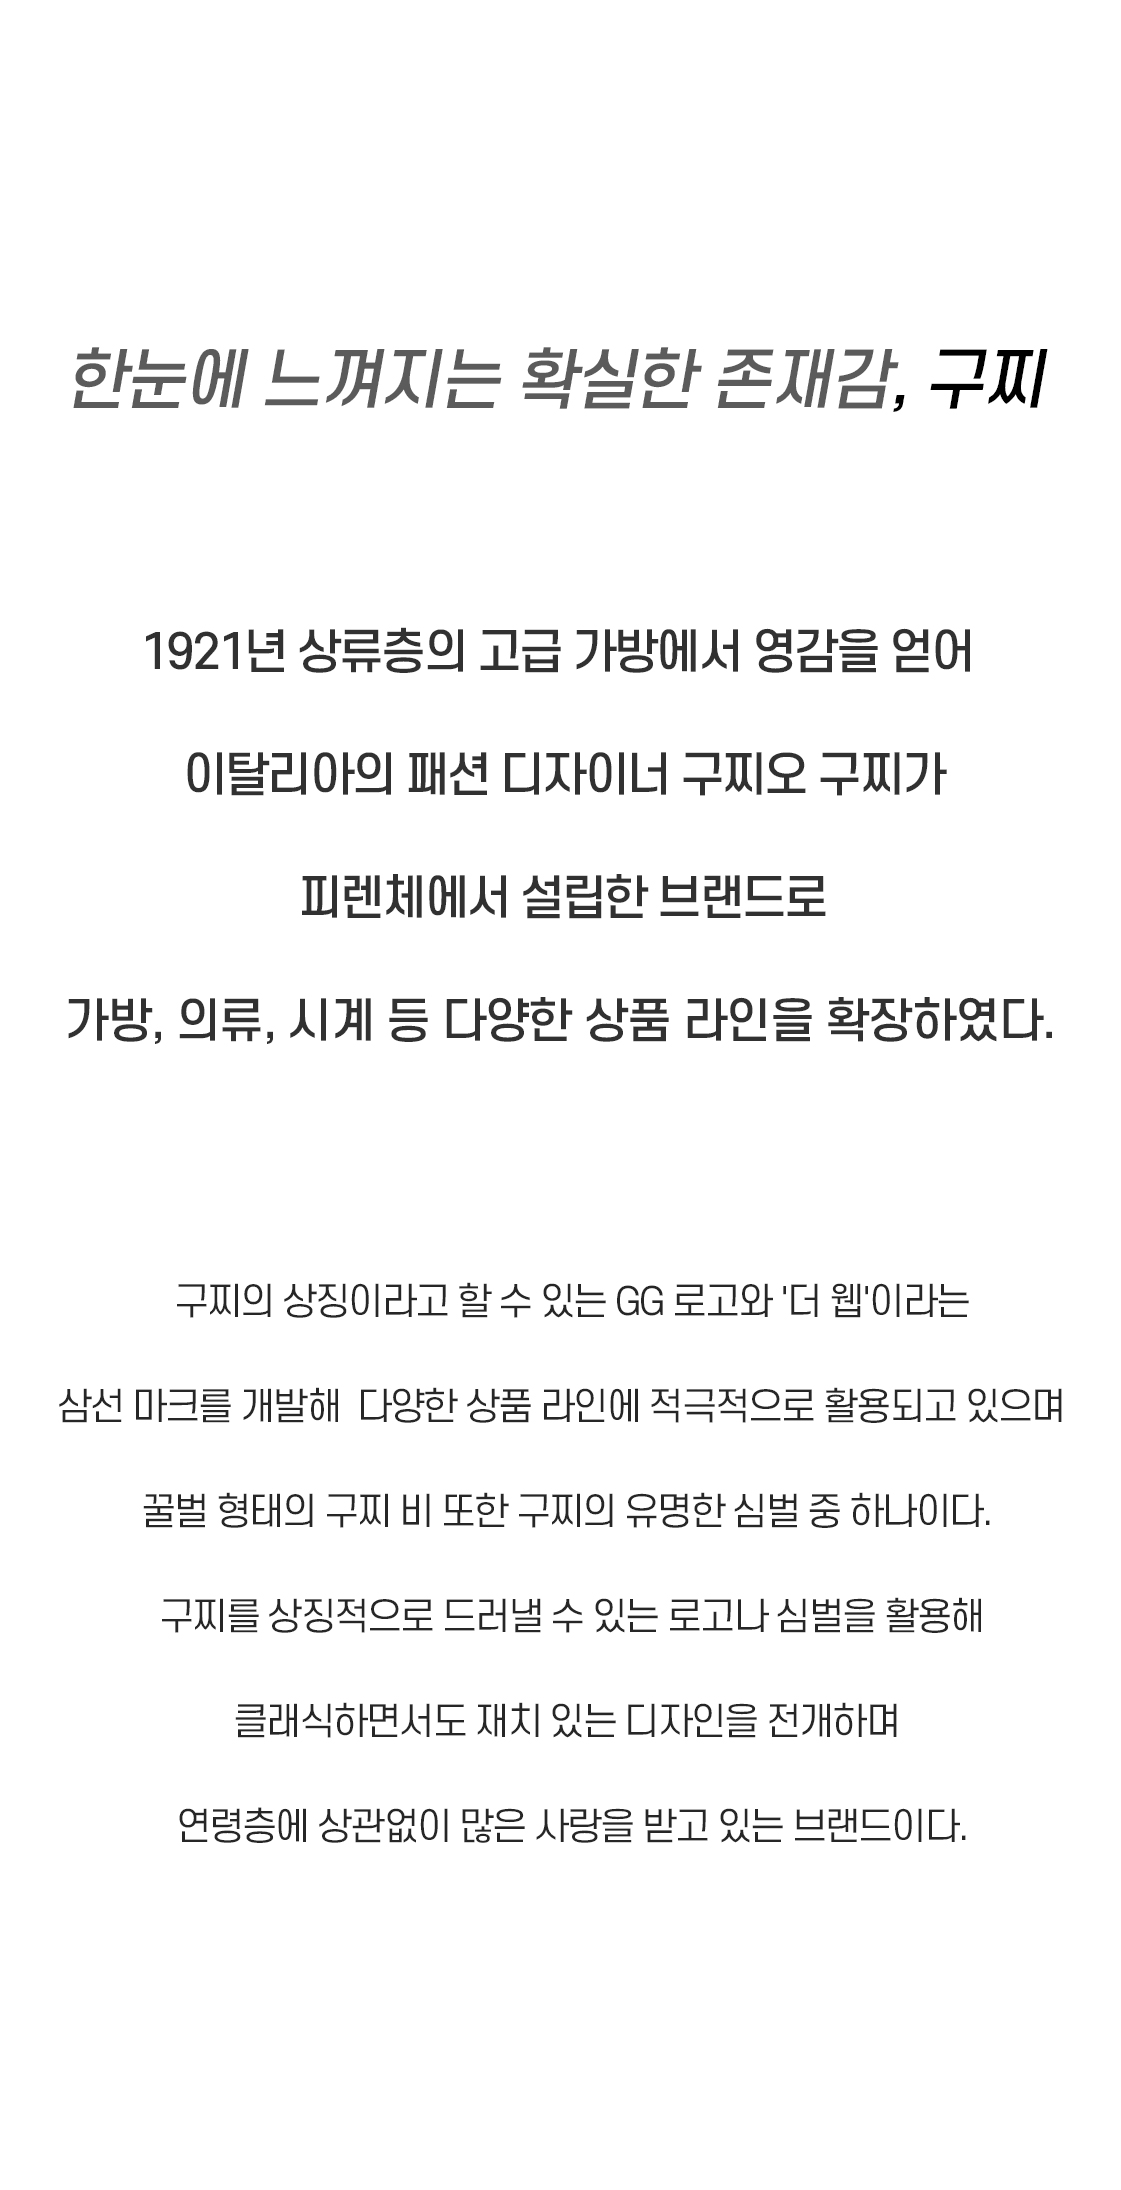 한눈에 느껴지는 확실한 존재감, 구찌
1921년 상류층의 고급 가방에서 영감을 얻어
이탈리아의 패션 디자이너 구찌오 구찌가
피렌체에서 설립한 브랜드로
가방, 의류, 시계 등 다양한 상품 라인을 확장하였다.
구찌의 상징이라고 할 수 있는 GG 로고와 '더 웹'이라는
삼선 마크를 개발해  다양한 상품 라인에 적극적으로 활용되고 있으며
꿀벌 형태의 구찌 비 또한 구찌의 유명한 심벌 중 하나이다.
구찌를 상징적으로 드러낼 수 있는 로고나 심벌을 활용해
클래식하면서도 재치 있는 디자인을 전개하며
연령층에 상관없이 많은 사랑을 받고 있는 브랜드이다.